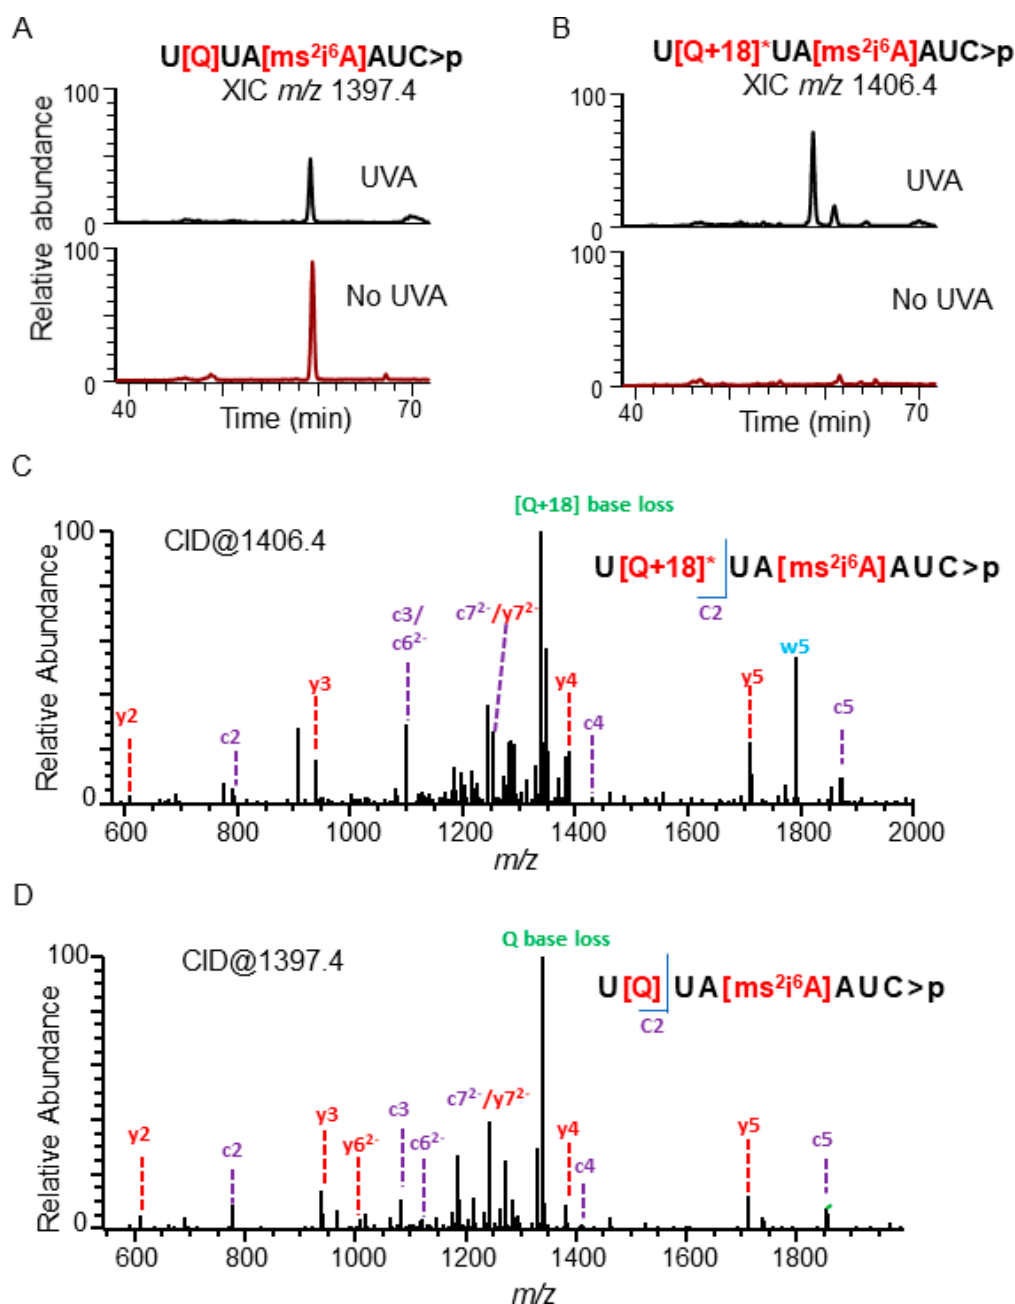 A
U[Q]UA[ms²i⁶A]AUC>p
XIC m/z 1397.4
100
UVA
0
100
No UVA
0
40
70
Time (min)
Relative abundance
B
U[Q+18]*UA[ms²i⁶A]AUC>p
XIC m/z 1406.4
100
UVA
0
100
No UVA
0
40
70
Time (min)
C
[Q+18] base loss
100
CID@1406.4
U[Q+18]*UA[ms²i⁶A]AUC>p
C2
y2
c2
y3
c3/
c6²⁻
c7²⁻/y7²⁻
y4
c4
y5
w5
c5
0
600 800 1000 1200 1400 1600 1800 2000
m/z
Relative Abundance
D
Q base loss
100
CID@1397.4
U[Q]UA[ms²i⁶A]AUC>p
C2
y2
c2
y3
y6²⁻
c3
c6²⁻
c7²⁻/y7²⁻
y4
c4
y5
c5
0
600 800 1000 1200 1400 1600 1800
m/z
Relative Abundance